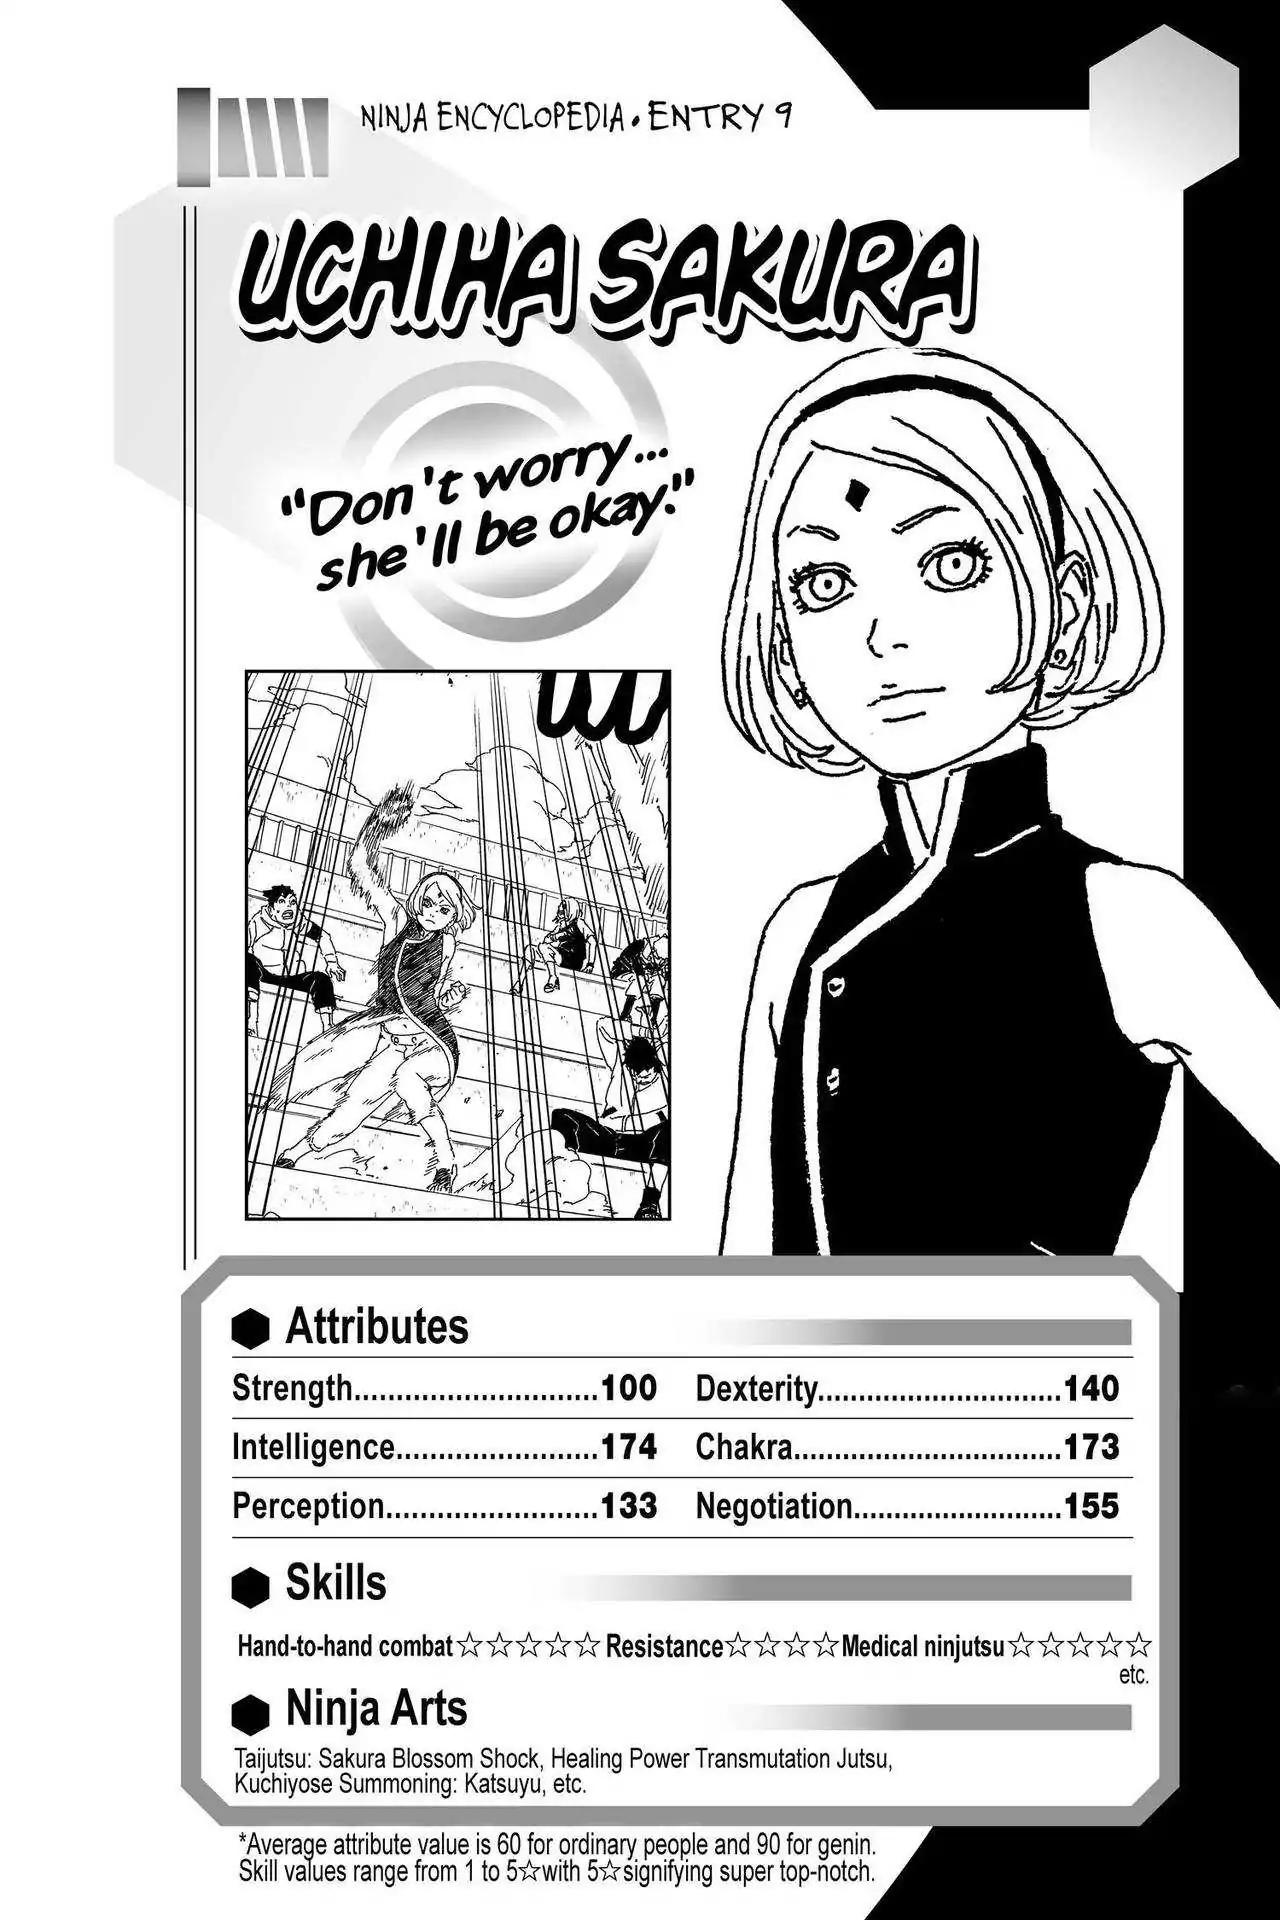 NINJA ENCYCLOPEDIA • ENTRY 9
UCHIHA SAKURA
"Don't worry...
she'll be okay."
Attributes
Strength.............................100 Dexterity.............................140
Intelligence........................174 Chakra................................173
Perception.........................133 Negotiation.........................155
Skills
Hand-to-hand combat☆☆☆☆☆ Resistance☆☆☆☆ Medical ninjutsu☆☆☆☆☆
etc.
Ninja Arts
Taijutsu: Sakura Blossom Shock, Healing Power Transmutation Jutsu,
Kuchiyose Summoning: Katsuyu, etc.
*Average attribute value is 60 for ordinary people and 90 for genin.
Skill values range from 1 to 5☆with 5☆signifying super top-notch.